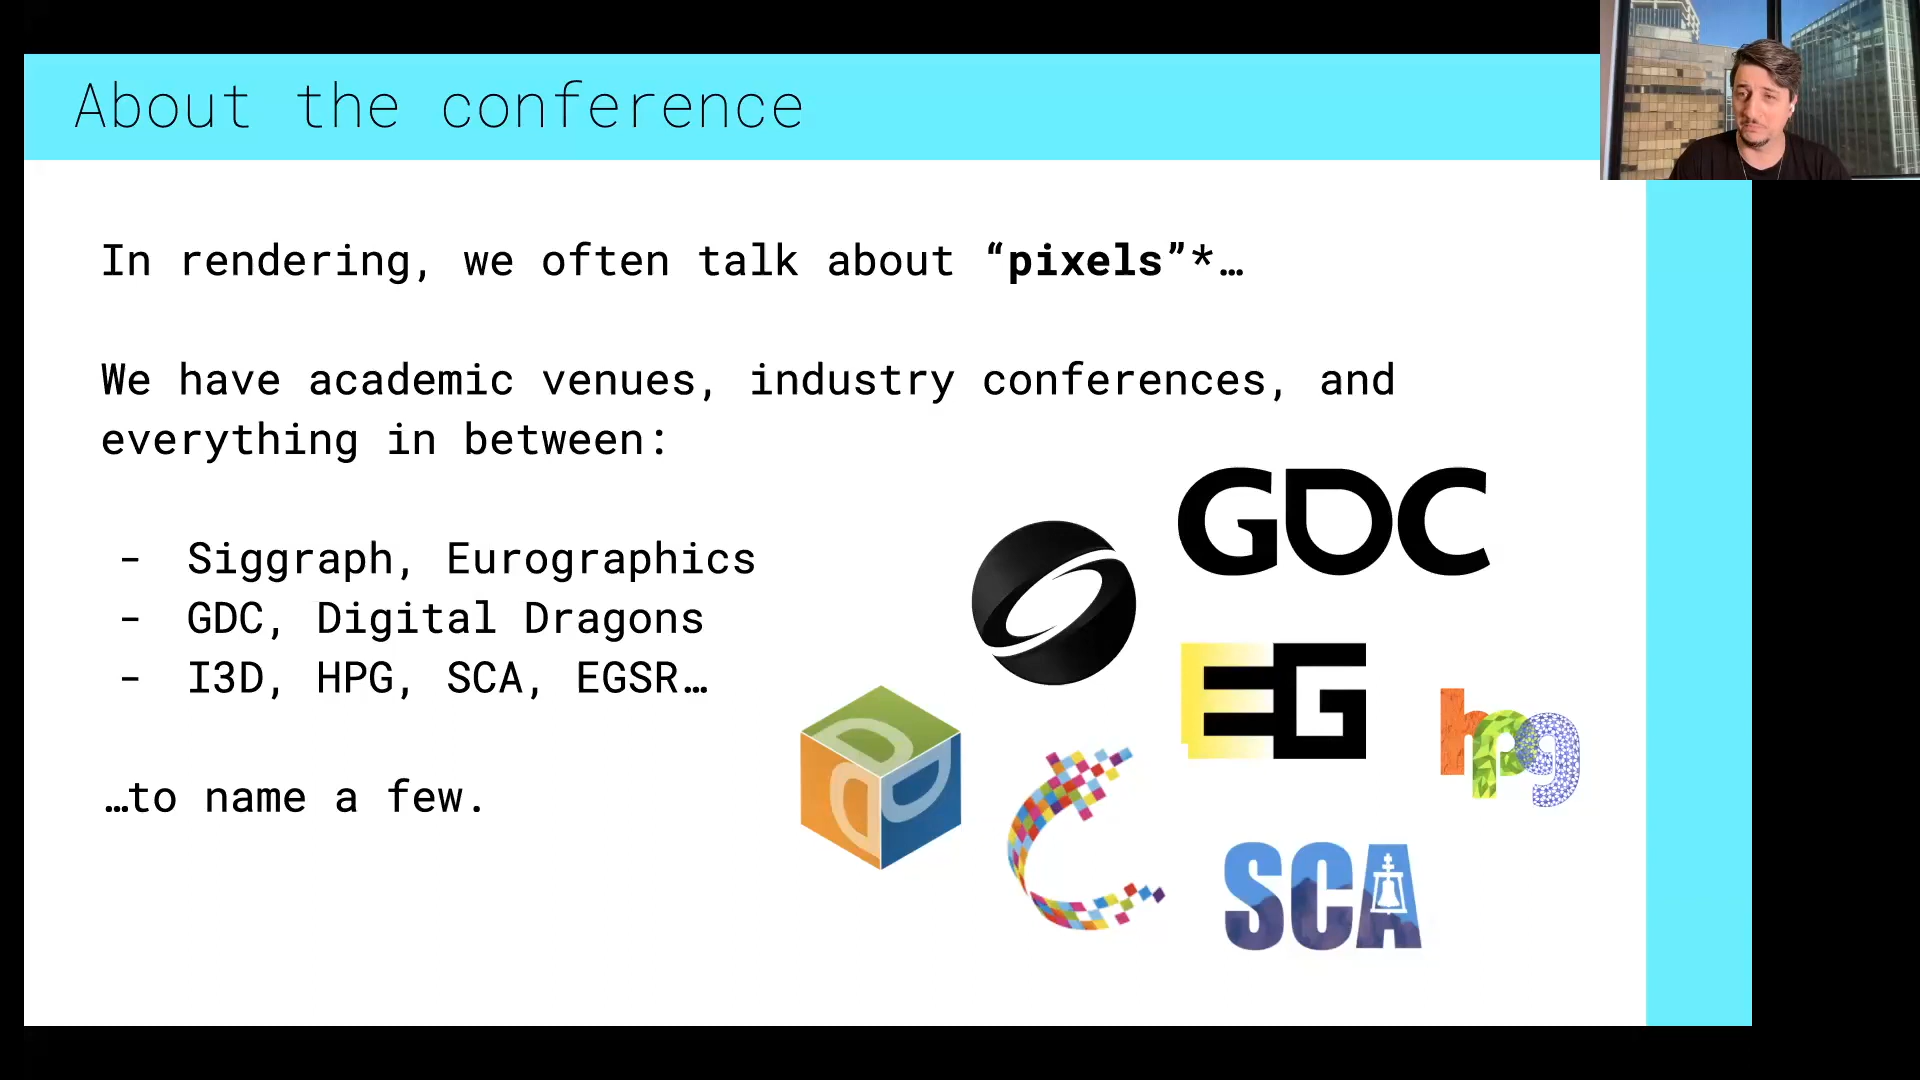 About the conference
In rendering, we often talk about “pixels”*…
We have academic venues, industry conferences, and
everything in between:
- Siggraph, Eurographics
- GDC, Digital Dragons
- I3D, HPG, SCA, EGSR…
…to name a few.
GDC
EG
hpg
SCA